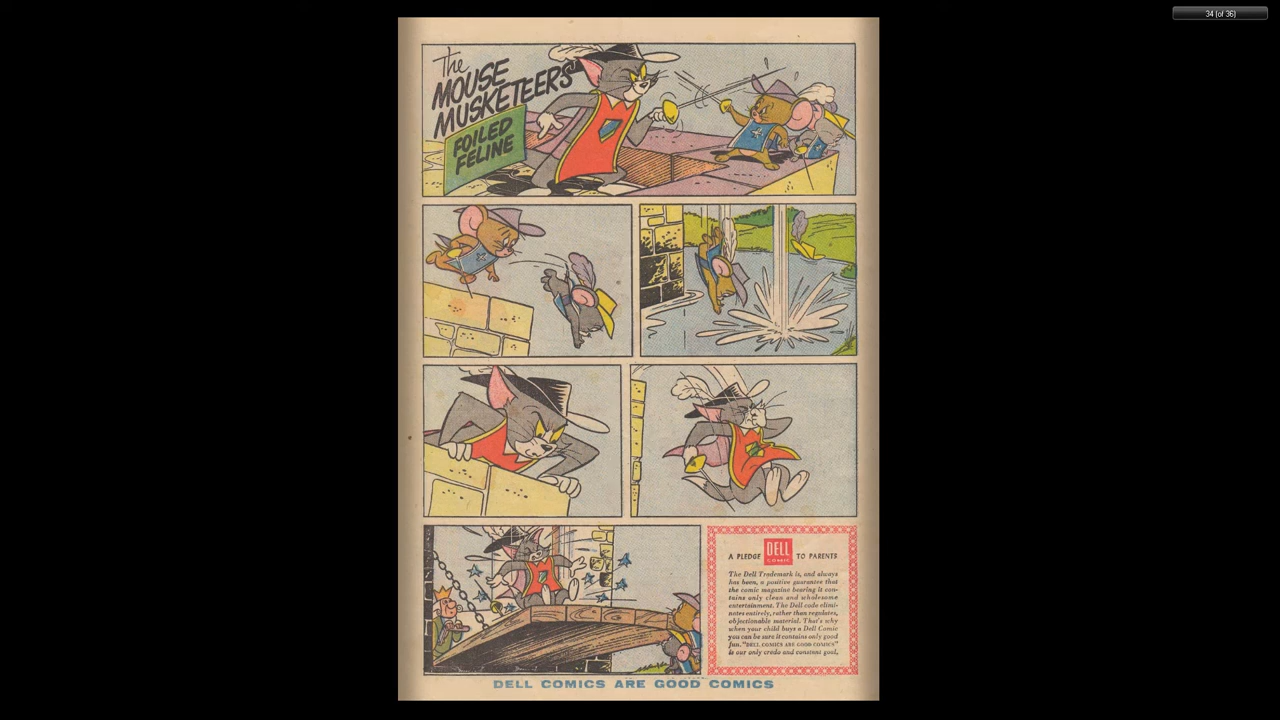 34 [of 36]
The
MOUSE
MUSKETEERS
FOILED
FELINE
A PLEDGE DELL COMIC TO PARENTS
The Dell Trademark is, and always
has been, a positive guarantee that
the comic magazine bearing it con-
tains only clean and wholesome
entertainment. The Dell code elimi-
nates entirely, rather than regulates,
objectionable material. That's why
when your child buys a Dell Comic
you can be sure it contains only good
fun. "DELL COMICS ARE GOOD COMICS"
is our only credo and constant goal.
DELL COMICS ARE GOOD COMICS